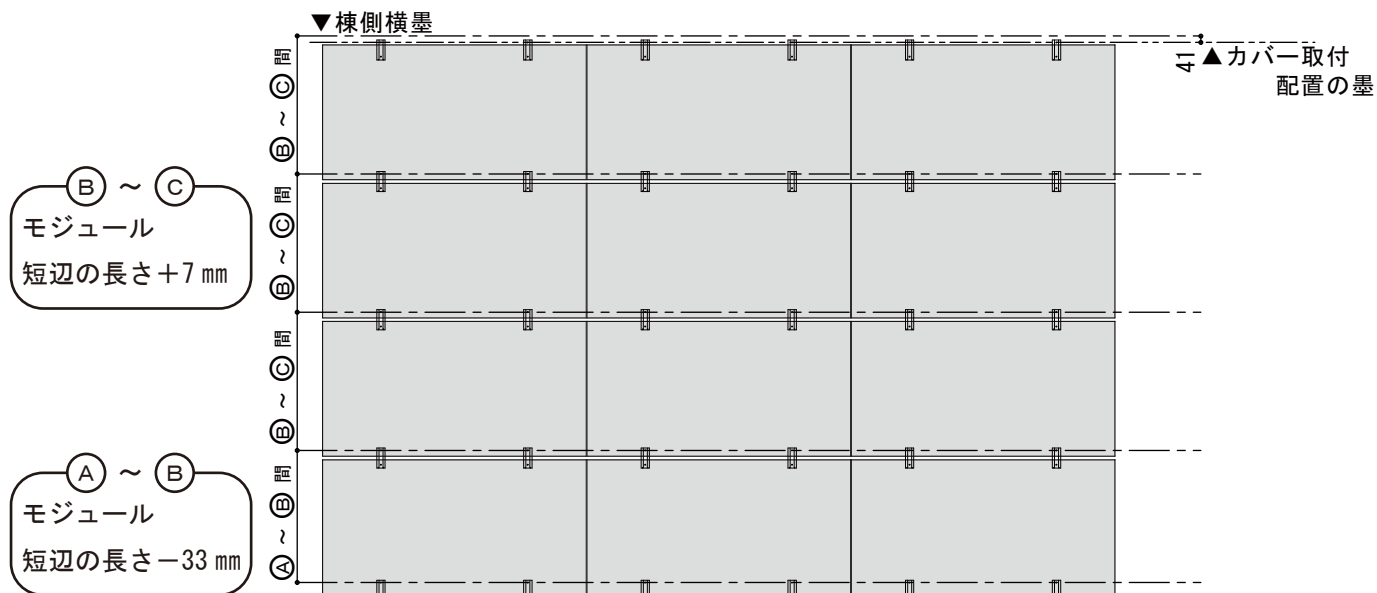 ▼棟側横墨
41
▲カバー取付
配置の墨
Ⓑ~Ⓒ間
Ⓑ~Ⓒ間
Ⓑ~Ⓒ間
Ⓐ~Ⓑ間
Ⓑ ~ Ⓒ
モジュール
短辺の長さ+7㎜
Ⓐ ~ Ⓑ
モジュール
短辺の長さ-33㎜